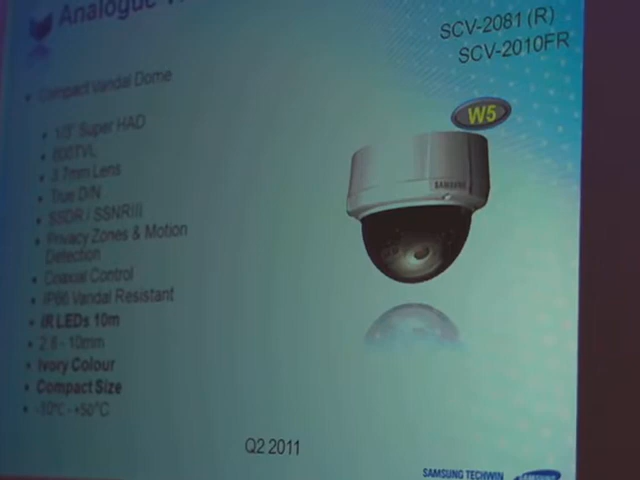 Analogue
SCV-2081 (R)
SCV-2010FR
Compact Vandal Dome
W5
1/3" Super HAD
600TVL
3.7mm Lens
True D/N
SSDR / SSNRIII
Privacy Zones & Motion
Detection
Coaxial Control
IP66 Vandal Resistant
IR LEDs 10m
2.8 - 10mm
Ivory Colour
Compact Size
-10°C - +50°C
SAMSUNG
Q2 2011
SAMSUNG TECHWIN
SAMSUNG